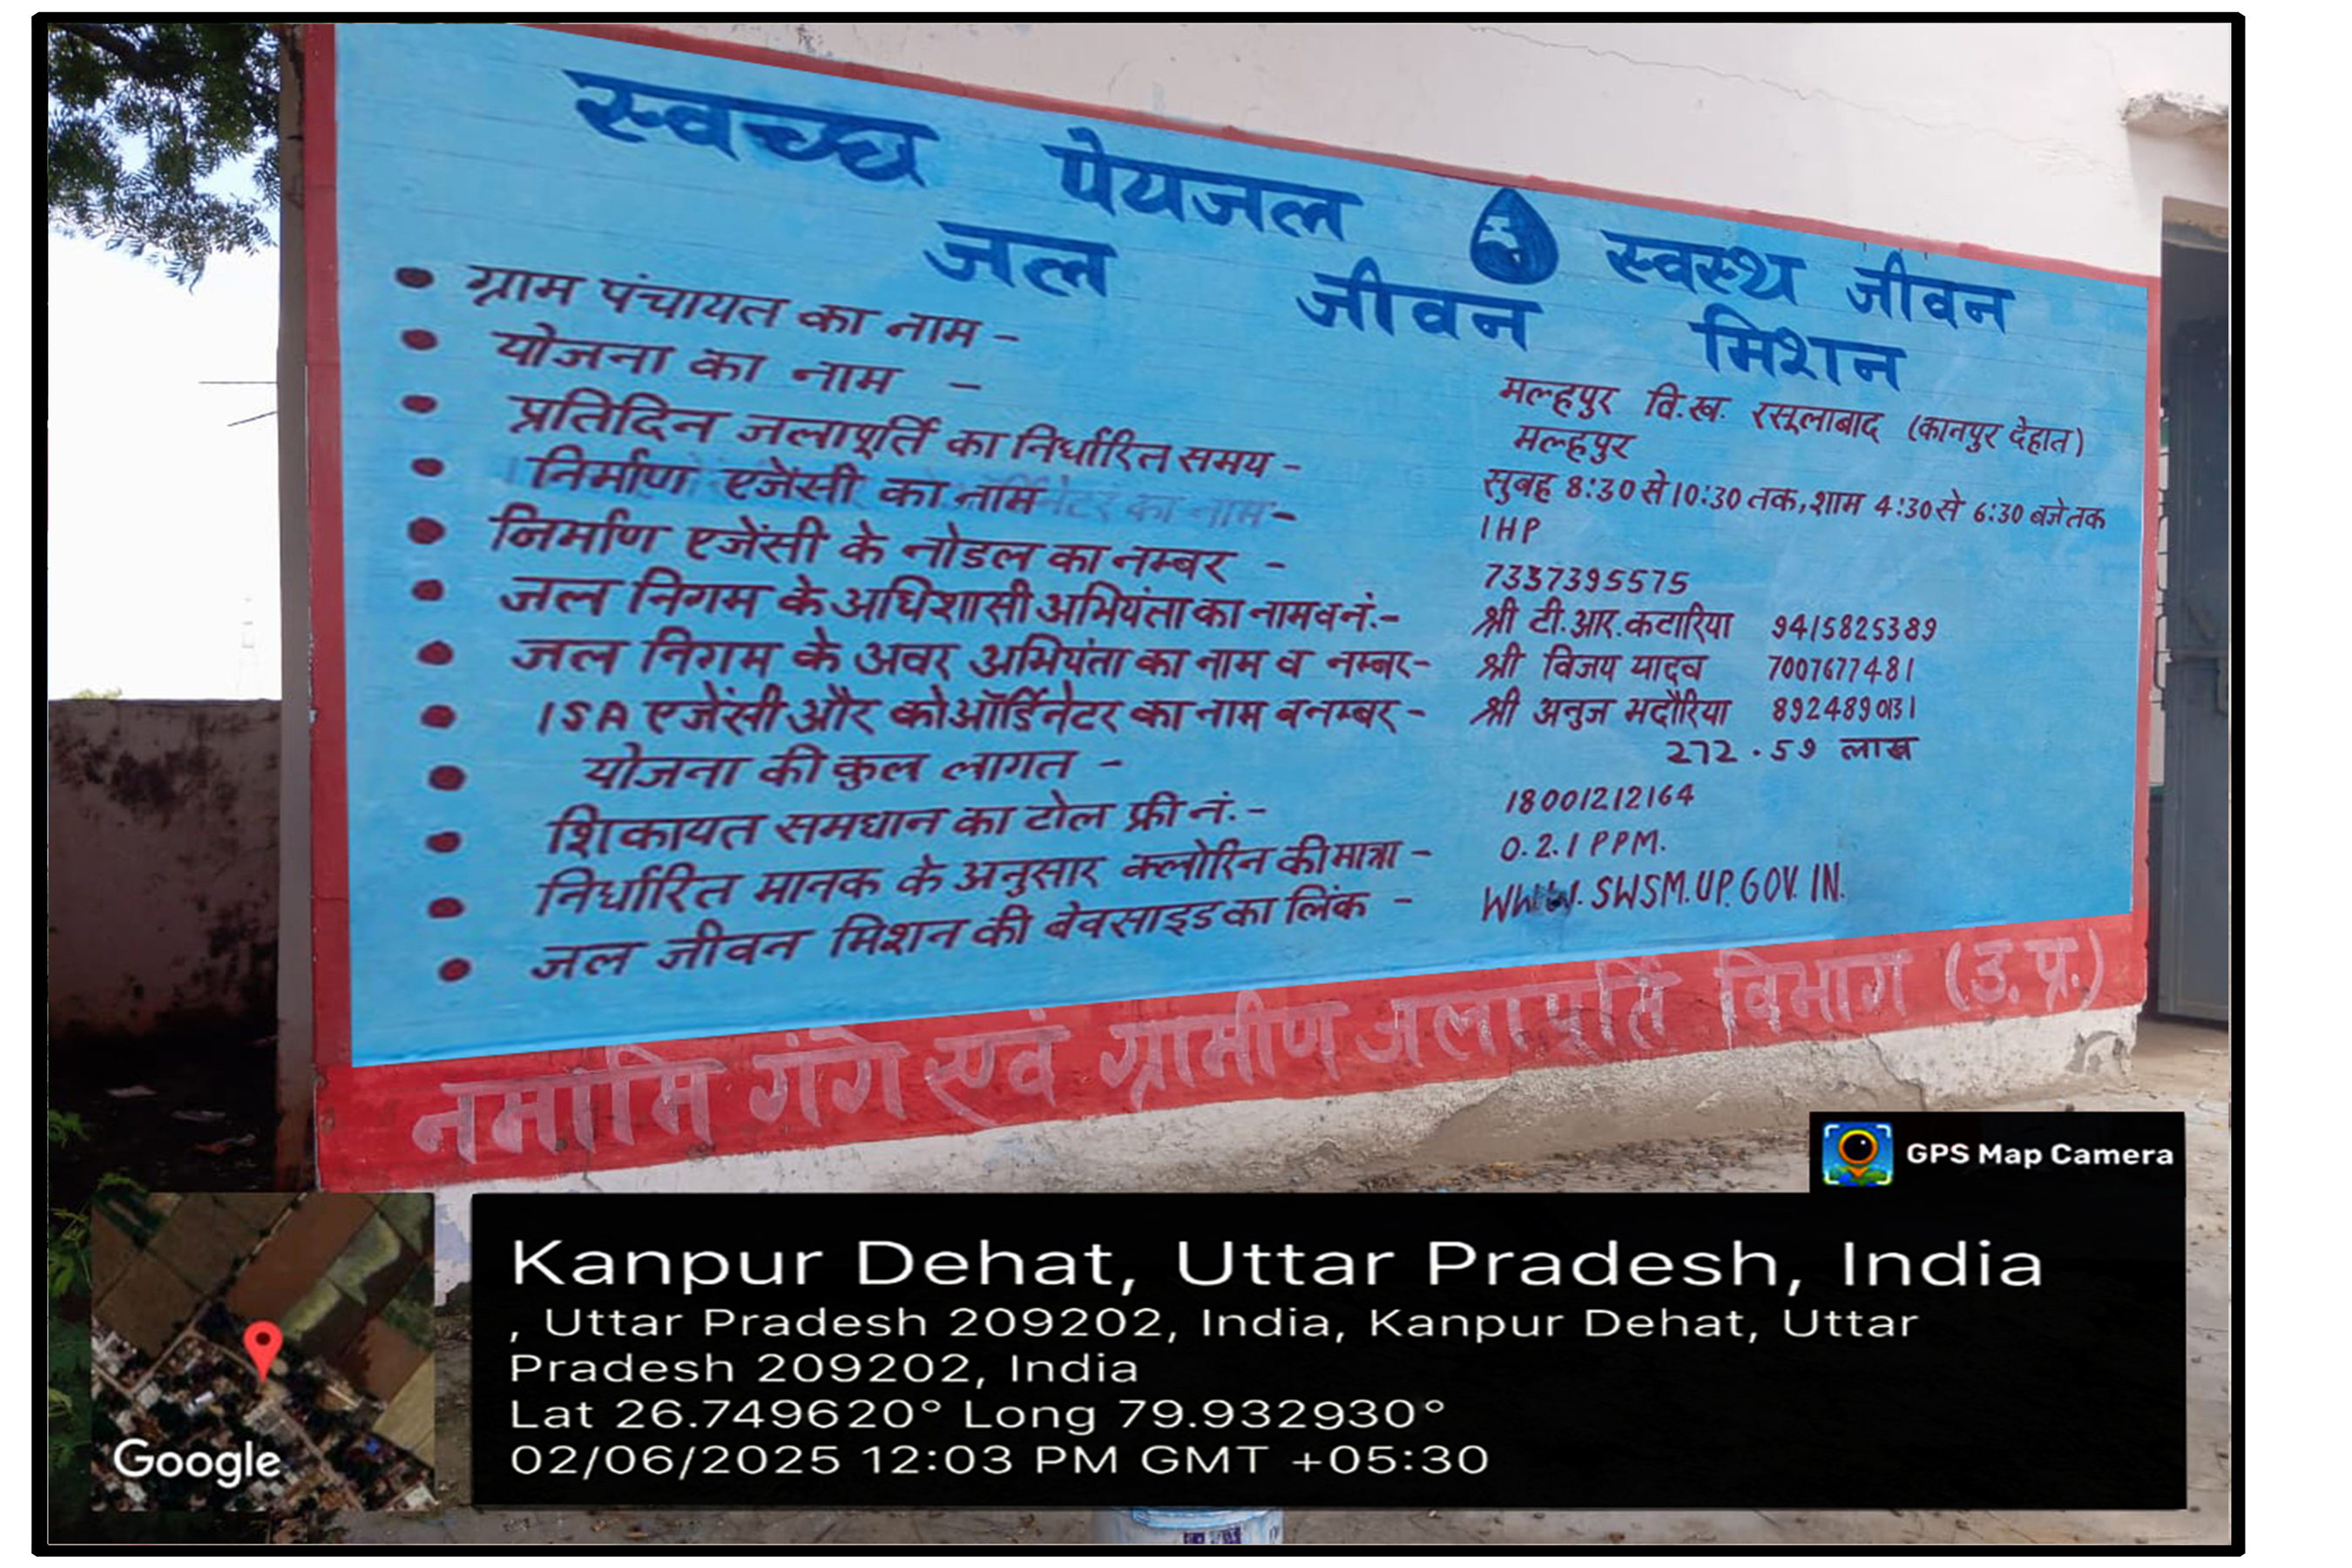 स्वच्छ पेयजल स्वस्थ जीवन
जल जीवन मिशन
• ग्राम पंचायत का नाम - मल्हपुर वि.ख. रसूलाबाद (कानपुर देहात)
• योजना का नाम - मल्हपुर
• प्रतिदिन जलापूर्ति का निर्धारित समय - सुबह 8:30 से 10:30 तक, शाम 4:30 से 6:30 बजे तक
• निर्माण एजेंसी का नाम - IHP
• निर्माण एजेंसी के नोडल का नम्बर - 7337395575
• जल निगम के अधिशासी अभियंता का नाम व नं.- श्री टी.आर.कटारिया 9415825389
• जल निगम के अवर अभियंता का नाम व नम्बर- श्री विजय यादव 7007677481
• ISA एजेंसी और कोऑर्डिनेटर का नाम व नम्बर - श्री अनुज भदौरिया 8924890131
• योजना की कुल लागत - 272.59 लाख
• शिकायत समधान का टोल फ्री नं.- 18001212164
• निर्धारित मानक के अनुसार क्लोरिन की मात्रा - 0.2.1 PPM.
• जल जीवन मिशन की बेवसाइड का लिंक - WWW.SWSM.UP.GOV.IN.
नमामि गंगे एवं ग्रामीण जलापूर्ति विभाग (उ.प्र.)
GPS Map Camera
Kanpur Dehat, Uttar Pradesh, India
, Uttar Pradesh 209202, India, Kanpur Dehat, Uttar
Pradesh 209202, India
Lat 26.749620° Long 79.932930°
02/06/2025 12:03 PM GMT +05:30
Google